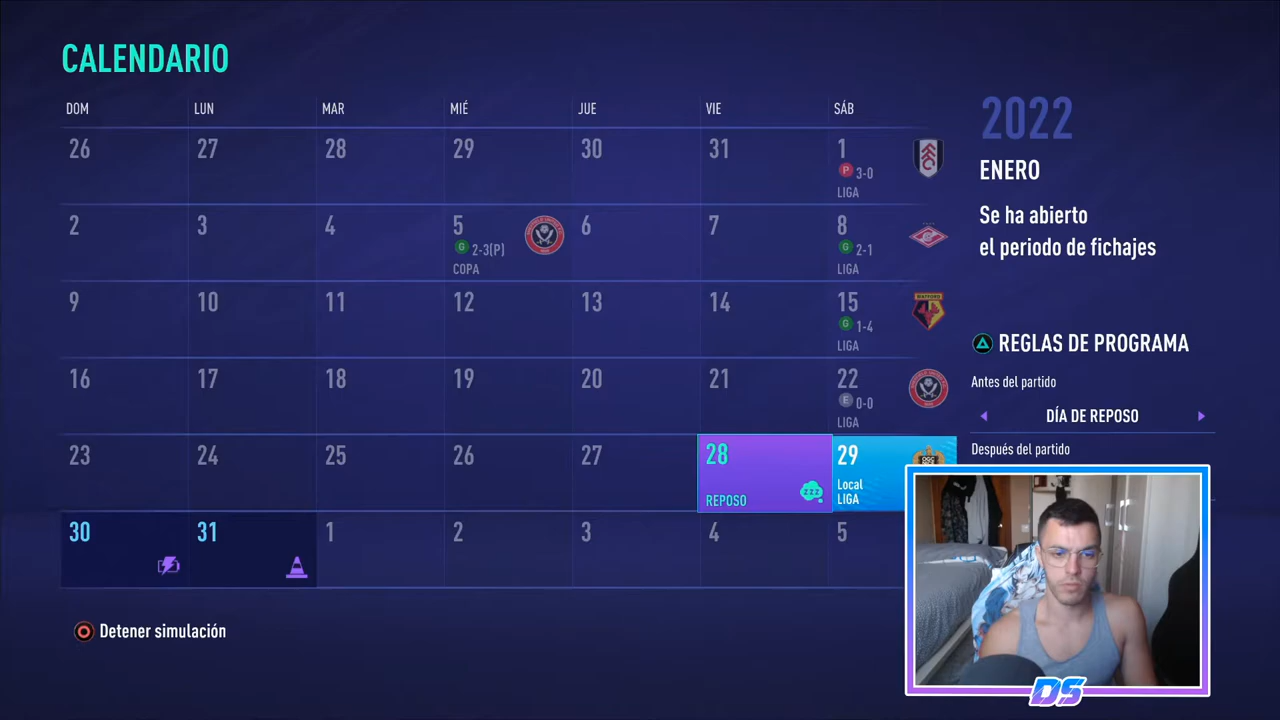 CALENDARIO
DOM LUN MAR MIÉ JUE VIE SÁB
26 27 28 29 30 31 1
P 3-0
LIGA
2 3 4 5 6 7 8
G 2-3(P)
COPA
G 2-1
LIGA
9 10 11 12 13 14 15
G 1-4
LIGA
WATFORD
16 17 18 19 20 21 22
E 0-0
LIGA
23 24 25 26 27 28 29
REPOSO
zzz
Local
LIGA
OGC
30 31 1 2 3 4 5
Detener simulación
2022
ENERO
Se ha abierto
el periodo de fichajes
REGLAS DE PROGRAMA
Antes del partido
DÍA DE REPOSO
Después del partido
DS